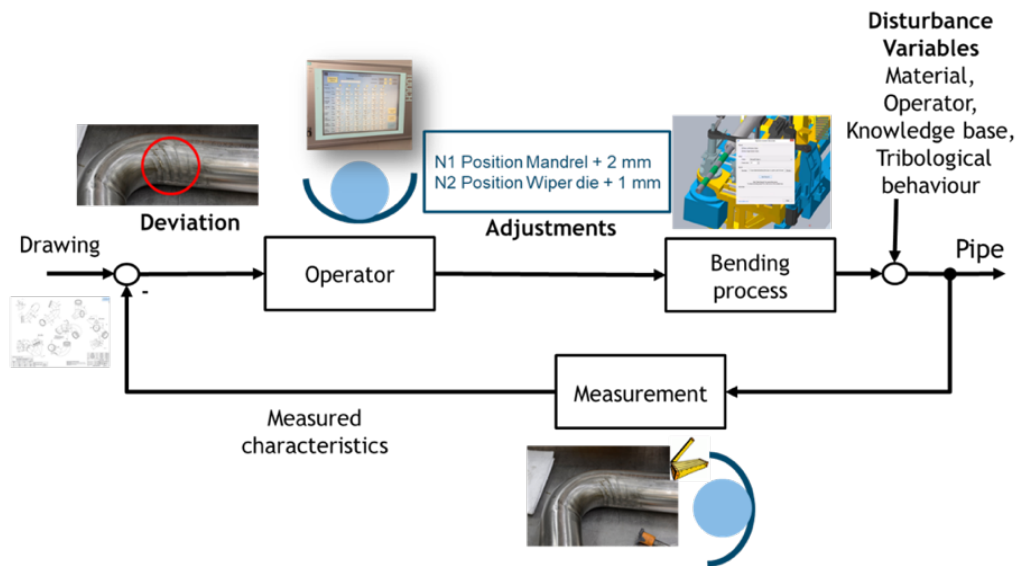 Disturbance
Variables
Material,
Operator,
Knowledge base,
Tribological
behaviour
N1 Position Mandrel + 2 mm
N2 Position Wiper die + 1 mm
Deviation
Adjustments
Drawing
Operator
Bending
process
Pipe
-
Measurement
Measured
characteristics